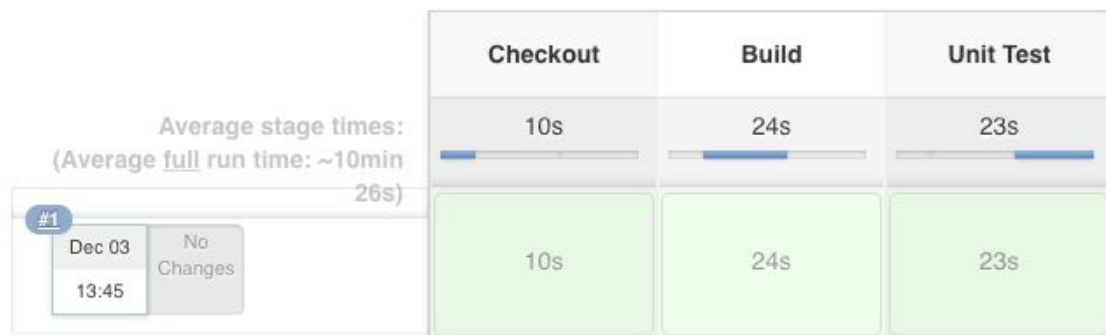 Checkout Build Unit Test
Average stage times: 10s 24s 23s
(Average full run time: ~10min
26s)
#1
Dec 03 No
Changes
13:45
10s 24s 23s